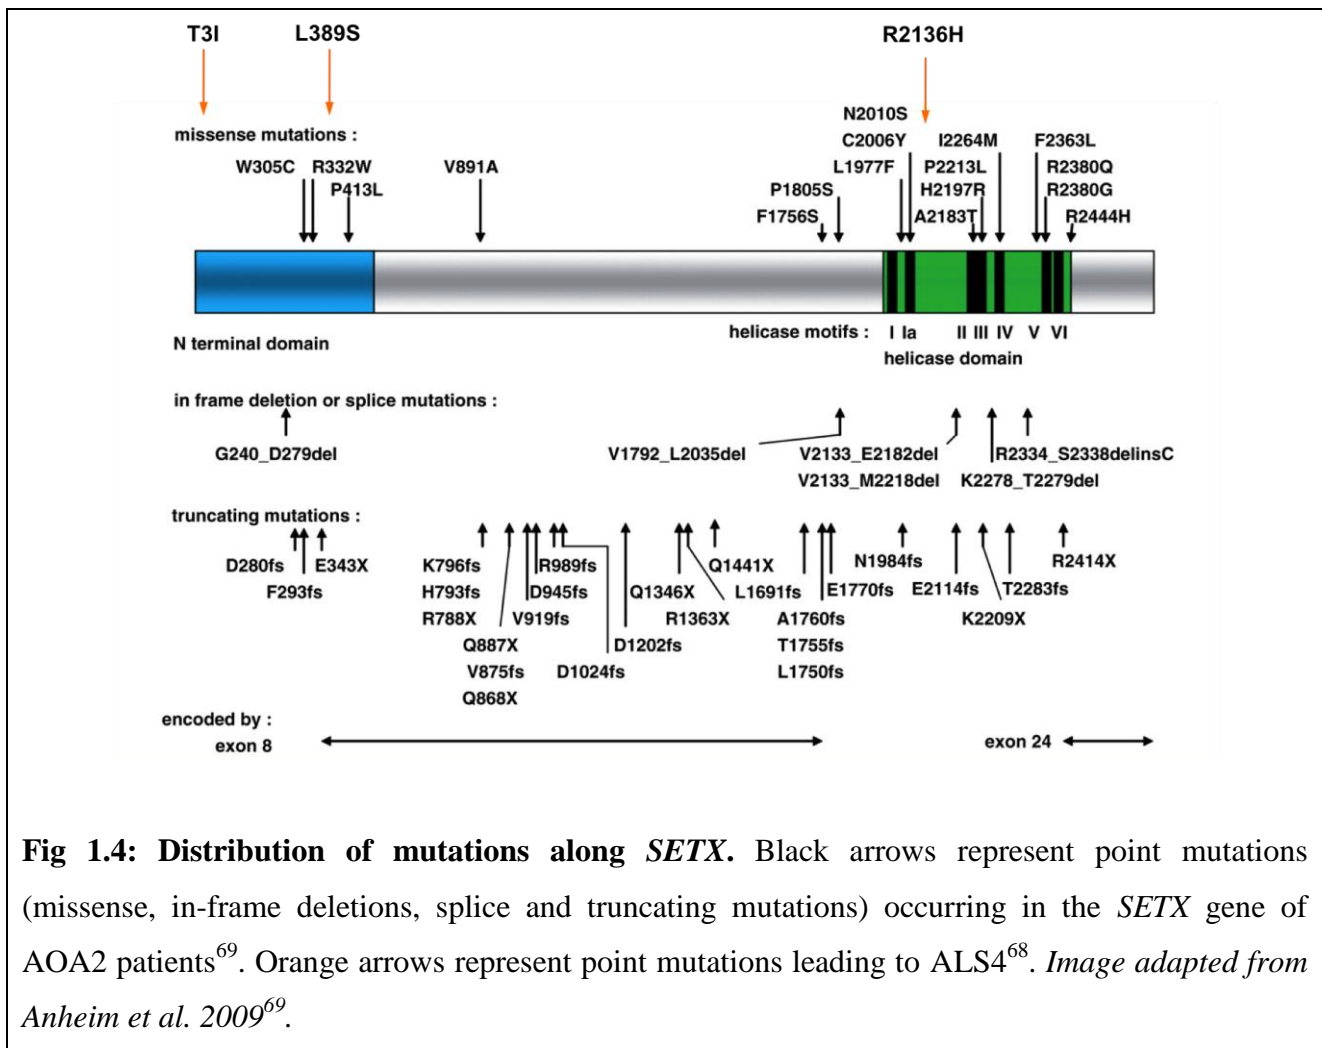 T3I L389S R2136H
N2010S
missense mutations : C2006Y I2264M F2363L
W305C R332W V891A L1977F P2213L R2380Q
P413L P1805S H2197R R2380G
F1756S A2183T R2444H
helicase motifs : I Ia II III IV V VI
N terminal domain
helicase domain
in frame deletion or splice mutations :
G240_D279del V1792_L2035del V2133_E2182del R2334_S2338delinsC
V2133_M2218del K2278_T2279del
truncating mutations :
D280fs E343X K796fs R989fs Q1441X N1984fs R2414X
F293fs H793fs D945fs Q1346X L1691fs E1770fs E2114fs T2283fs
R788X V919fs R1363X A1760fs K2209X
Q887X D1202fs T1755fs
V875fs D1024fs L1750fs
Q868X
encoded by :
exon 8 exon 24
Fig 1.4: Distribution of mutations along SETX. Black arrows represent point mutations
(missense, in-frame deletions, splice and truncating mutations) occurring in the SETX gene of
AOA2 patients69. Orange arrows represent point mutations leading to ALS468. Image adapted from
Anheim et al. 200969.